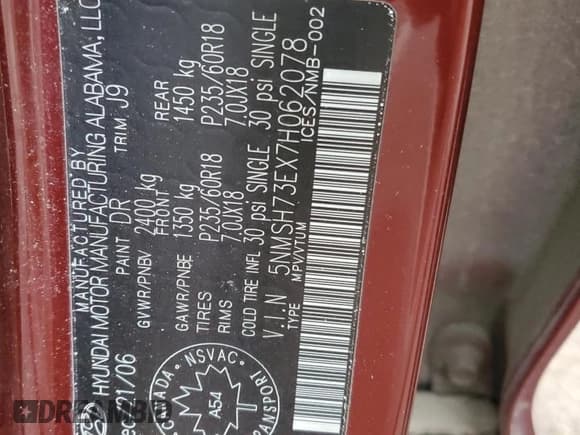 MANUFACTURED BY
HYUNDAI MOTOR MANUFACTURING ALABAMA, LLC
21/06 PAINT DR TRIM J9
FRONT REAR
GVWR/PNBV 2400 kg
GAWR/PNBE 1350 kg 1450 kg
TIRES P235/60R18 P235/60R18
RIMS 7.0JX18 7.0JX18
COLD TIRE INFL 30 psi SINGLE 30 psi SINGLE
V.I.N 5NMSH73EX7H062078
TYPE MPV/VTUM ICES/NMB-002
CANADA
NSVAC
A54
TRANSPORT
DREAMBID